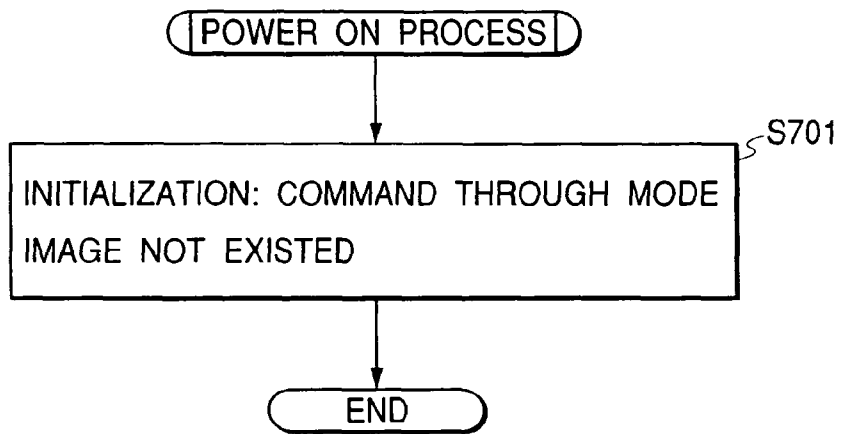 POWER ON PROCESS
S701
INITIALIZATION: COMMAND THROUGH MODE
IMAGE NOT EXISTED
END